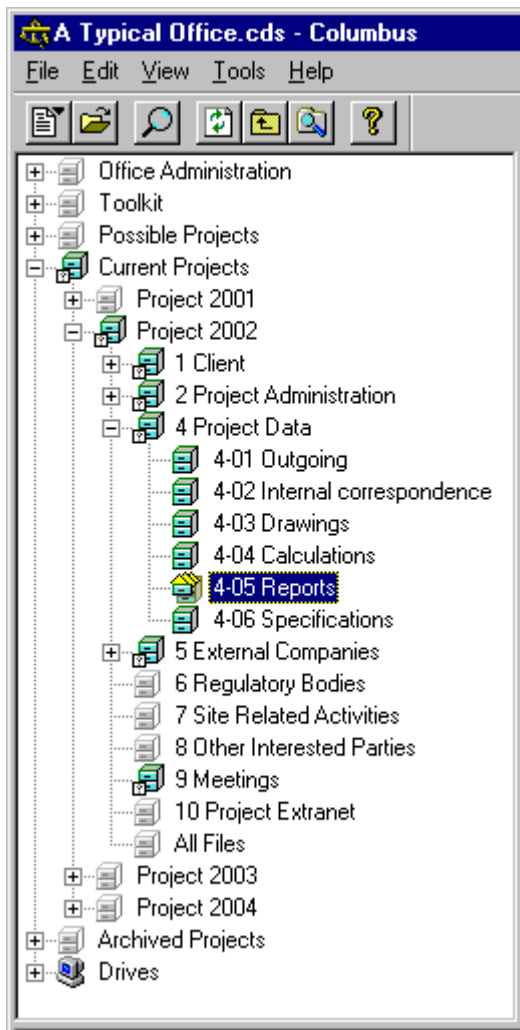 A Typical Office.cds - Columbus
File Edit View Tools Help
Office Administration
Toolkit
Possible Projects
Current Projects
Project 2001
Project 2002
1 Client
2 Project Administration
4 Project Data
4-01 Outgoing
4-02 Internal correspondence
4-03 Drawings
4-04 Calculations
4-05 Reports
4-06 Specifications
5 External Companies
6 Regulatory Bodies
7 Site Related Activities
8 Other Interested Parties
9 Meetings
10 Project Extranet
All Files
Project 2003
Project 2004
Archived Projects
Drives